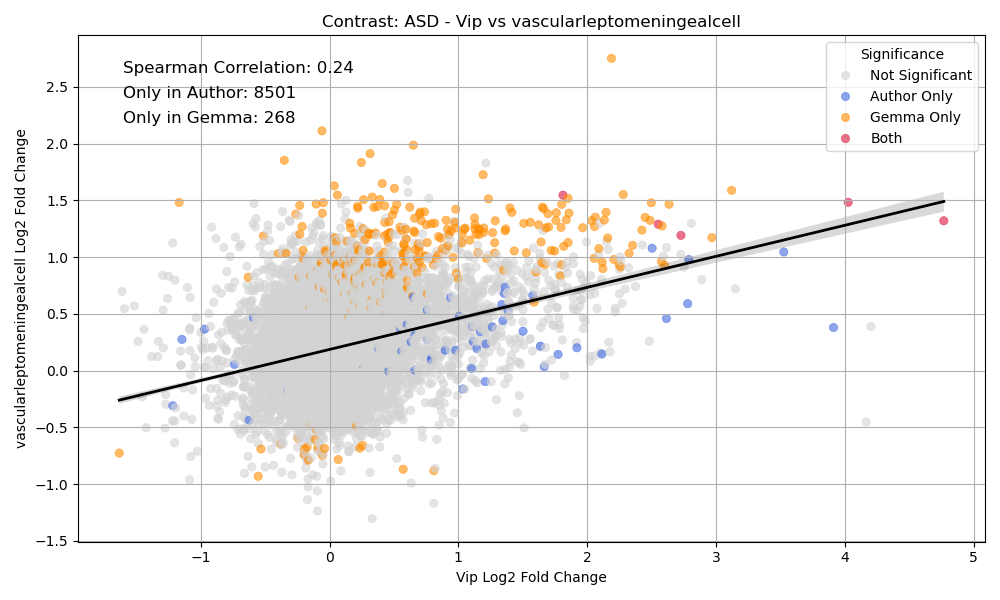 Contrast: ASD - Vip vs vascularleptomeningealcell
Spearman Correlation: 0.24
Only in Author: 8501
Only in Gemma: 268
Significance
Not Significant
Author Only
Gemma Only
Both
vascularleptomeningealcell Log2 Fold Change
2.5
2.0
1.5
1.0
0.5
0.0
−0.5
−1.0
−1.5
−1 0 1 2 3 4 5
Vip Log2 Fold Change